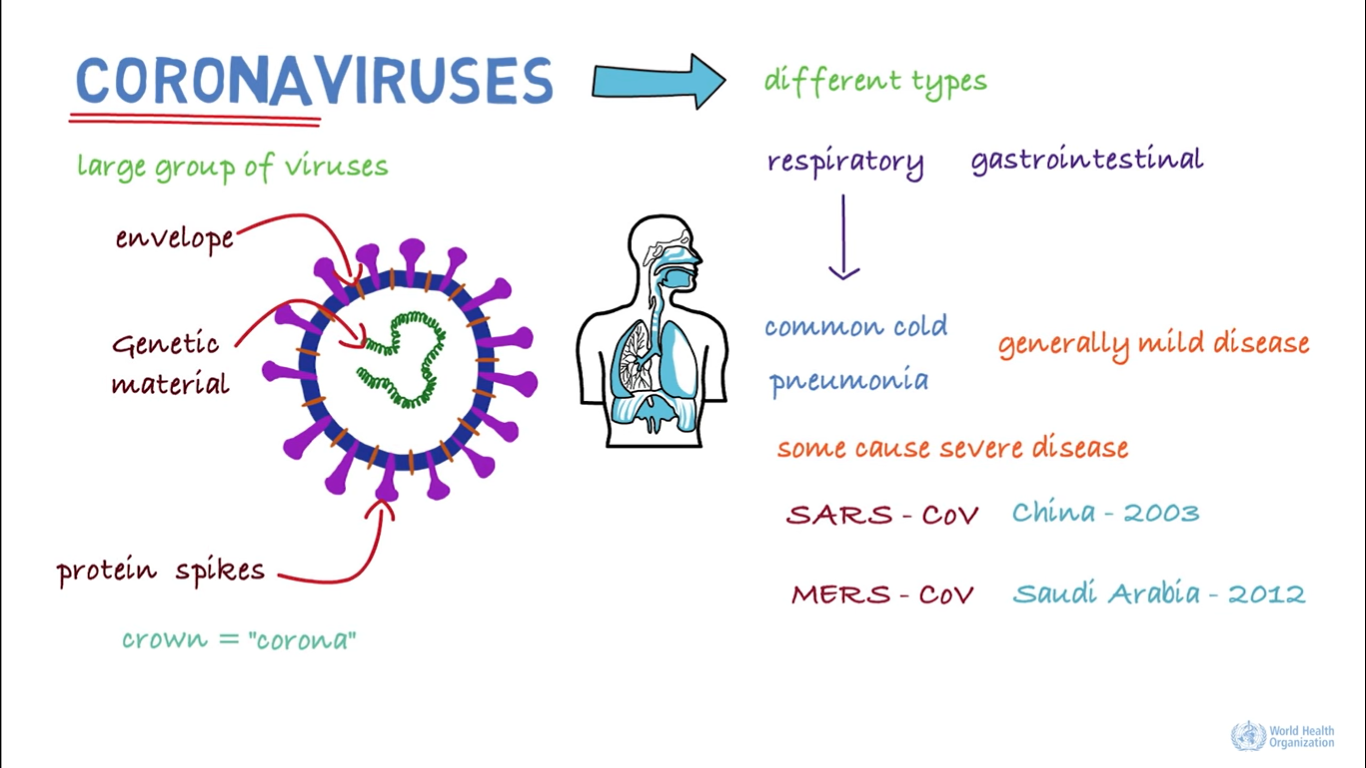 CORONAVIRUSES
large group of viruses
envelope
Genetic
material
protein spikes
crown = "corona"
different types
respiratory gastrointestinal
common cold
pneumonia
generally mild disease
some cause severe disease
SARS - CoV China - 2003
MERS - CoV Saudi Arabia - 2012
World Health
Organization